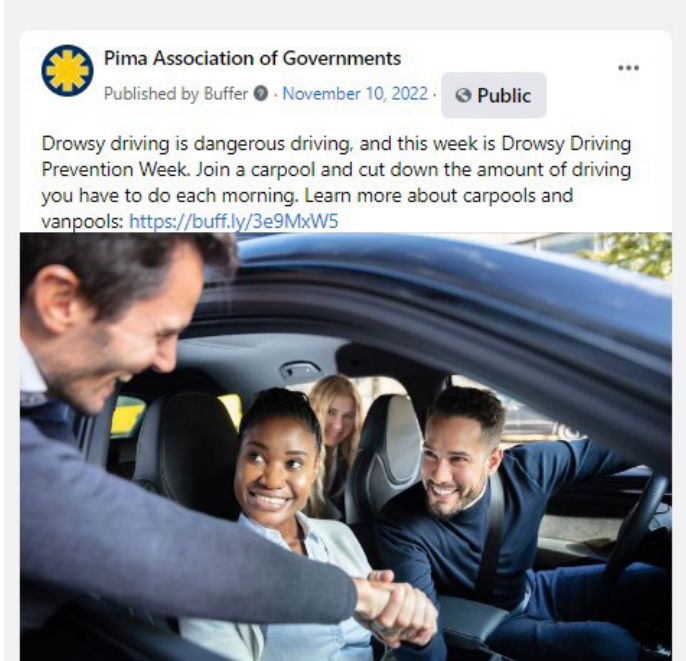 Pima Association of Governments
Published by Buffer · November 10, 2022 · Public
Drowsy driving is dangerous driving, and this week is Drowsy Driving
Prevention Week. Join a carpool and cut down the amount of driving
you have to do each morning. Learn more about carpools and
vanpools: https://buff.ly/3e9MxW5